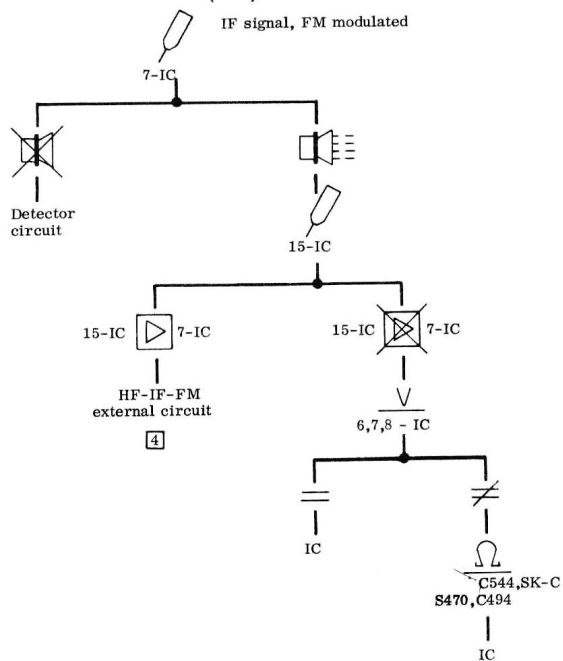 IF signal, FM modulated
7-IC
Detector
circuit
15-IC
15-IC 7-IC
15-IC 7-IC
HF-IF-FM
external circuit
4
V
6,7,8 - IC
IC
Ω
C544,SK-C
S470,C494
IC